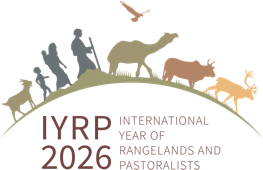 IYRP
2026
INTERNATIONAL
YEAR OF
RANGELANDS AND
PASTORALISTS